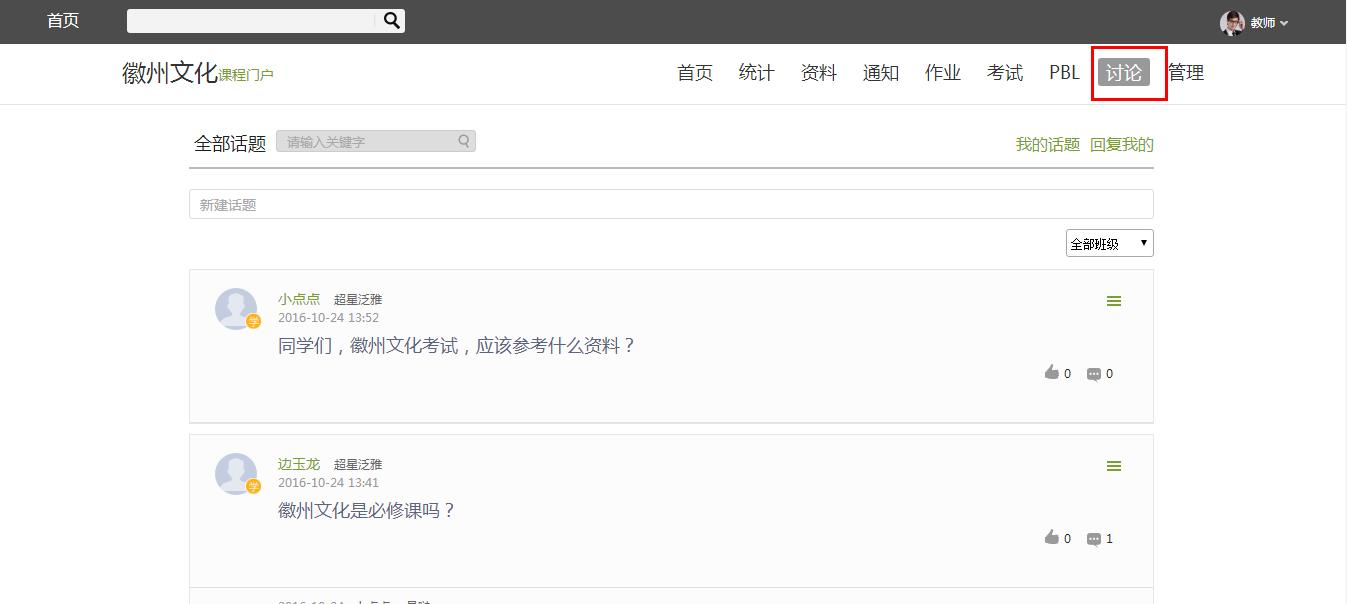 首页
教师
徽州文化课程门户
首页 统计 资料 通知 作业 考试 PBL 讨论 管理
全部话题 请输入关键字 我的话题 回复我的
新建话题
全部班级
小点点 超星泛雅
学
2016-10-24 13:52
同学们，徽州文化考试，应该参考什么资料？
0 0
边玉龙 超星泛雅
学
2016-10-24 13:41
徽州文化是必修课吗？
0 1